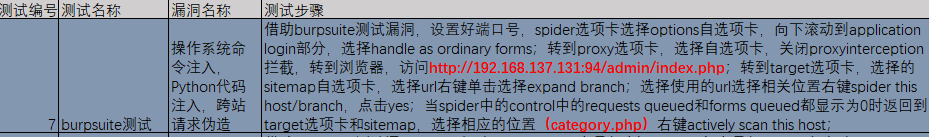 测试编号 测试名称 漏洞名称 测试步骤
7 burpsuite测试
操作系统命
令注入，
Python代码
注入，跨站
请求伪造
借助burpsuite测试漏洞，设置好端口号，spider选项卡选择options自选项卡，向下滚动到application
login部分，选择handle as ordinary forms；转到proxy选项卡，选择自选项卡，关闭proxyinterception
拦截，转到浏览器，访问http://192.168.137.131:94/admin/index.php；转到target选项卡，选择的
sitemap自选项卡，选择url右键单击选择expand branch；选择使用的url选择相关位置右键spider this
host/branch，点击yes；当spider中的control中的requests queued和forms queued都显示为0时返回到
target选项卡和sitemap，选择相应的位置（category.php）右键actively scan this host；